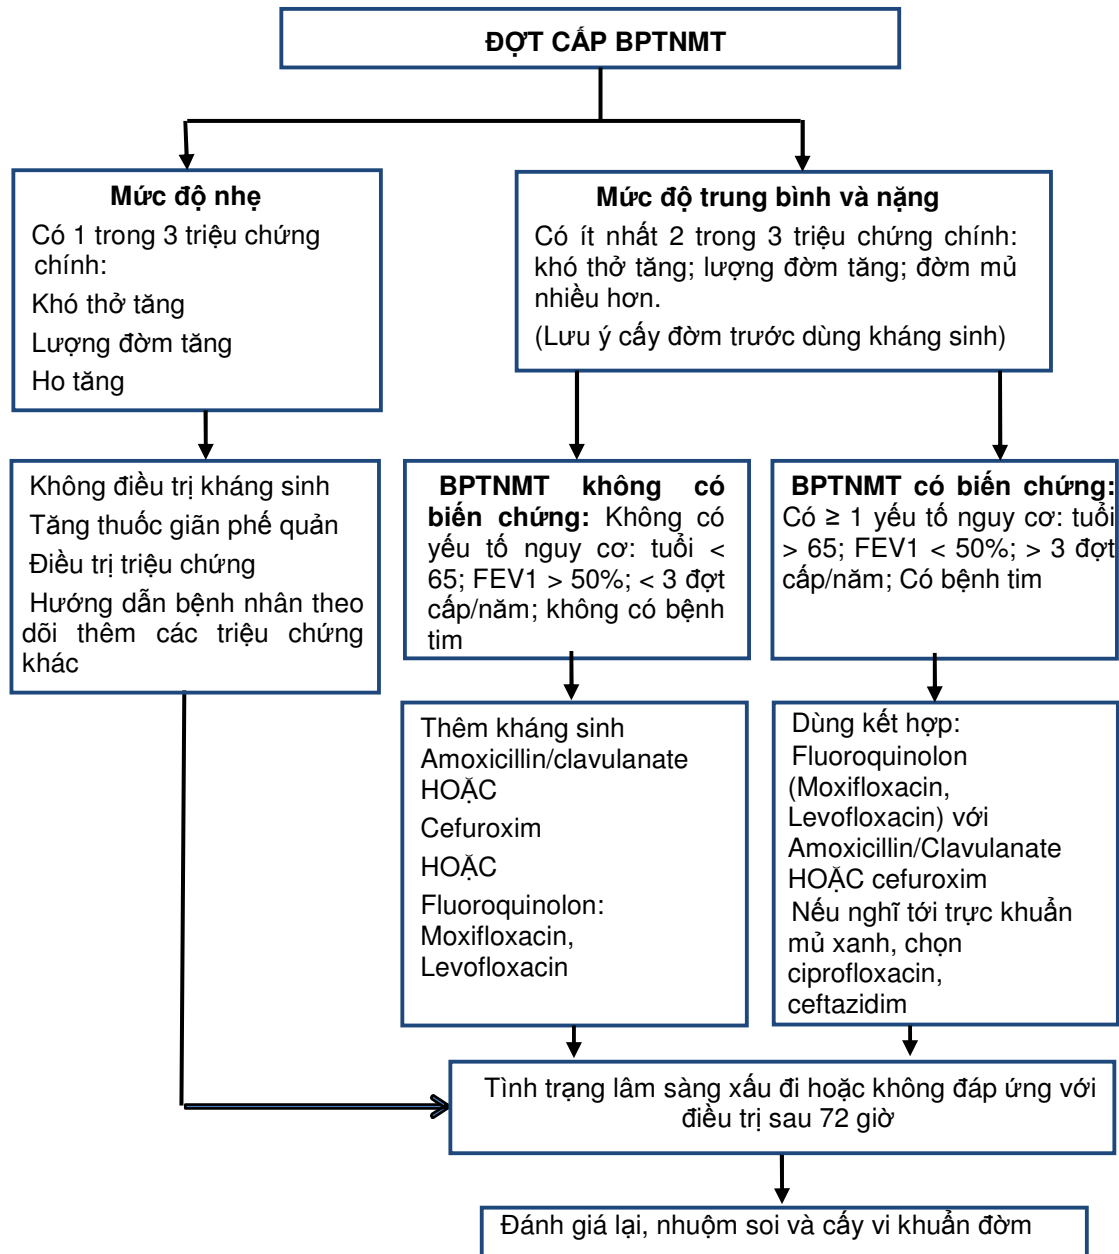 ĐỢT CẤP BPTNMT
Mức độ nhẹ
Có 1 trong 3 triệu chứng
chính:
Khó thở tăng
Lượng đờm tăng
Ho tăng
Mức độ trung bình và nặng
Có ít nhất 2 trong 3 triệu chứng chính:
khó thở tăng; lượng đờm tăng; đờm mủ
nhiều hơn.
(Lưu ý cấy đờm trước dùng kháng sinh)
Không điều trị kháng sinh
Tăng thuốc giãn phế quản
Điều trị triệu chứng
Hướng dẫn bệnh nhân theo
dõi thêm các triệu chứng
khác
BPTNMT không có
biến chứng: Không có
yếu tố nguy cơ: tuổi <
65; FEV1 > 50%; < 3 đợt
cấp/năm; không có bệnh
tim
BPTNMT có biến chứng:
Có ≥ 1 yếu tố nguy cơ: tuổi
> 65; FEV1 < 50%; > 3 đợt
cấp/năm; Có bệnh tim
Thêm kháng sinh
Amoxicillin/clavulanate
HOẶC
Cefuroxim
HOẶC
Fluoroquinolon:
Moxifloxacin,
Levofloxacin
Dùng kết hợp:
Fluoroquinolon
(Moxifloxacin,
Levofloxacin) với
Amoxicillin/Clavulanate
HOẶC cefuroxim
Nếu nghĩ tới trực khuẩn
mủ xanh, chọn
ciprofloxacin,
ceftazidim
Tình trạng lâm sàng xấu đi hoặc không đáp ứng với
điều trị sau 72 giờ
Đánh giá lại, nhuộm soi và cấy vi khuẩn đờm